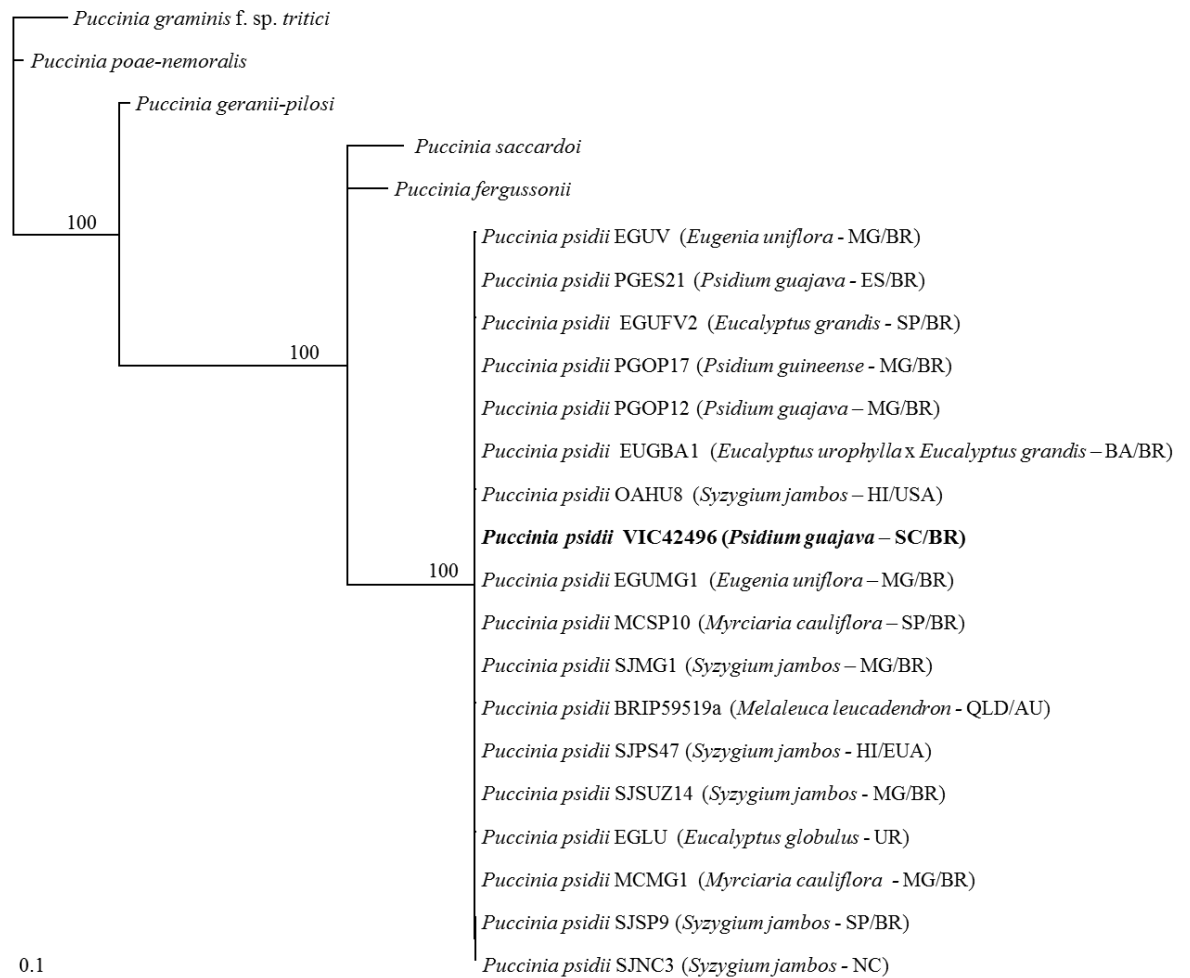 Puccinia graminis f. sp. tritici
Puccinia poae-nemoralis
Puccinia geranii-pilosi
Puccinia saccardoi
Puccinia fergussonii
100
Puccinia psidii EGUV (Eugenia uniflora - MG/BR)
Puccinia psidii PGES21 (Psidium guajava - ES/BR)
Puccinia psidii EGUFV2 (Eucalyptus grandis - SP/BR)
100
Puccinia psidii PGOP17 (Psidium guineense - MG/BR)
Puccinia psidii PGOP12 (Psidium guajava – MG/BR)
Puccinia psidii EUGBA1 (Eucalyptus urophylla x Eucalyptus grandis – BA/BR)
Puccinia psidii OAHU8 (Syzygium jambos – HI/USA)
Puccinia psidii VIC42496 (Psidium guajava – SC/BR)
100
Puccinia psidii EGUMG1 (Eugenia uniflora – MG/BR)
Puccinia psidii MCSP10 (Myrciaria cauliflora – SP/BR)
Puccinia psidii SJMG1 (Syzygium jambos – MG/BR)
Puccinia psidii BRIP59519a (Melaleuca leucadendron - QLD/AU)
Puccinia psidii SJPS47 (Syzygium jambos - HI/EUA)
Puccinia psidii SJSUZ14 (Syzygium jambos - MG/BR)
Puccinia psidii EGLU (Eucalyptus globulus - UR)
Puccinia psidii MCMG1 (Myrciaria cauliflora - MG/BR)
Puccinia psidii SJSP9 (Syzygium jambos - SP/BR)
Puccinia psidii SJNC3 (Syzygium jambos - NC)
0.1